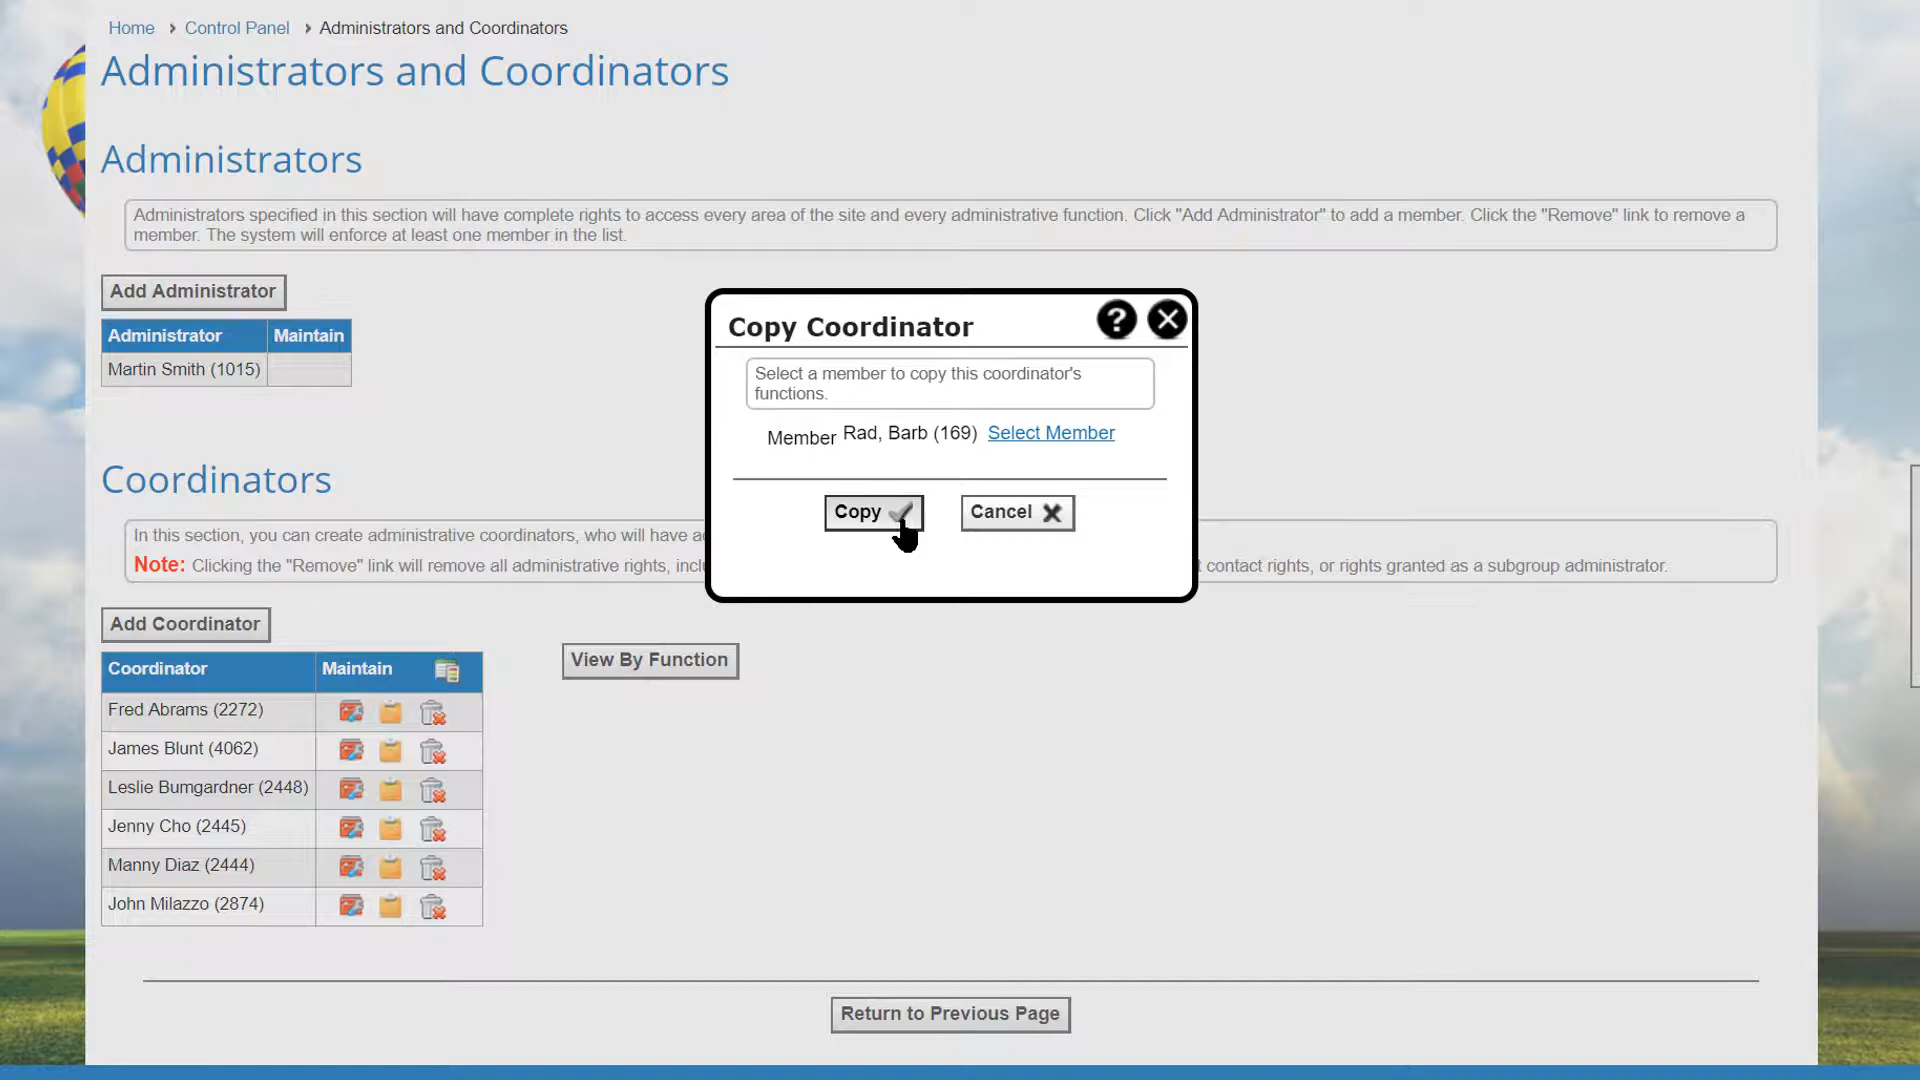 Home > Control Panel > Administrators and Coordinators
Administrators and Coordinators
Administrators
Administrators specified in this section will have complete rights to access every area of the site and every administrative function. Click "Add Administrator" to add a member. Click the "Remove" link to remove a
member. The system will enforce at least one member in the list.
Add Administrator
Administrator Maintain
Martin Smith (1015)
Copy Coordinator ?
Select a member to copy this coordinator's
functions.
Member Rad, Barb (169) Select Member
Copy Cancel
Coordinators
In this section, you can create administrative coordinators, who will have
Note: Clicking the "Remove" link will remove all administrative rights, contact rights, or rights granted as a subgroup administrator.
Add Coordinator
View By Function
Coordinator Maintain
Fred Abrams (2272)
James Blunt (4062)
Leslie Bumgardner (2448)
Jenny Cho (2445)
Manny Diaz (2444)
John Milazzo (2874)
Return to Previous Page